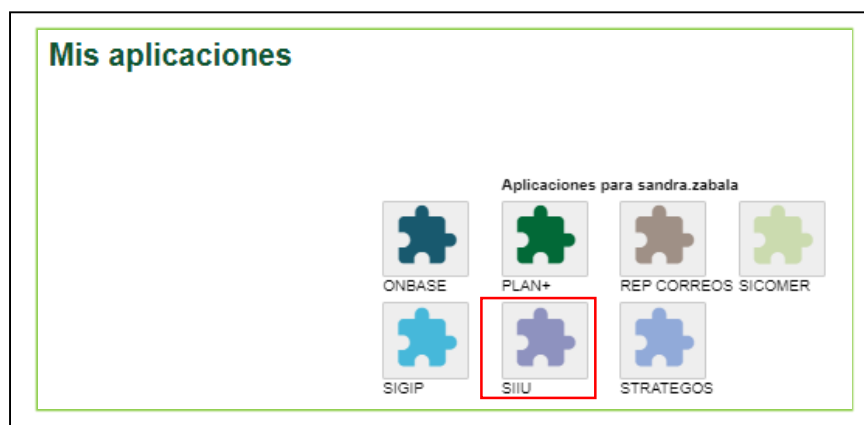 Mis aplicaciones
Aplicaciones para sandra.zabala
ONBASE PLAN+ REP CORREOS SICOMER
SIGIP SIIU STRATEGOS